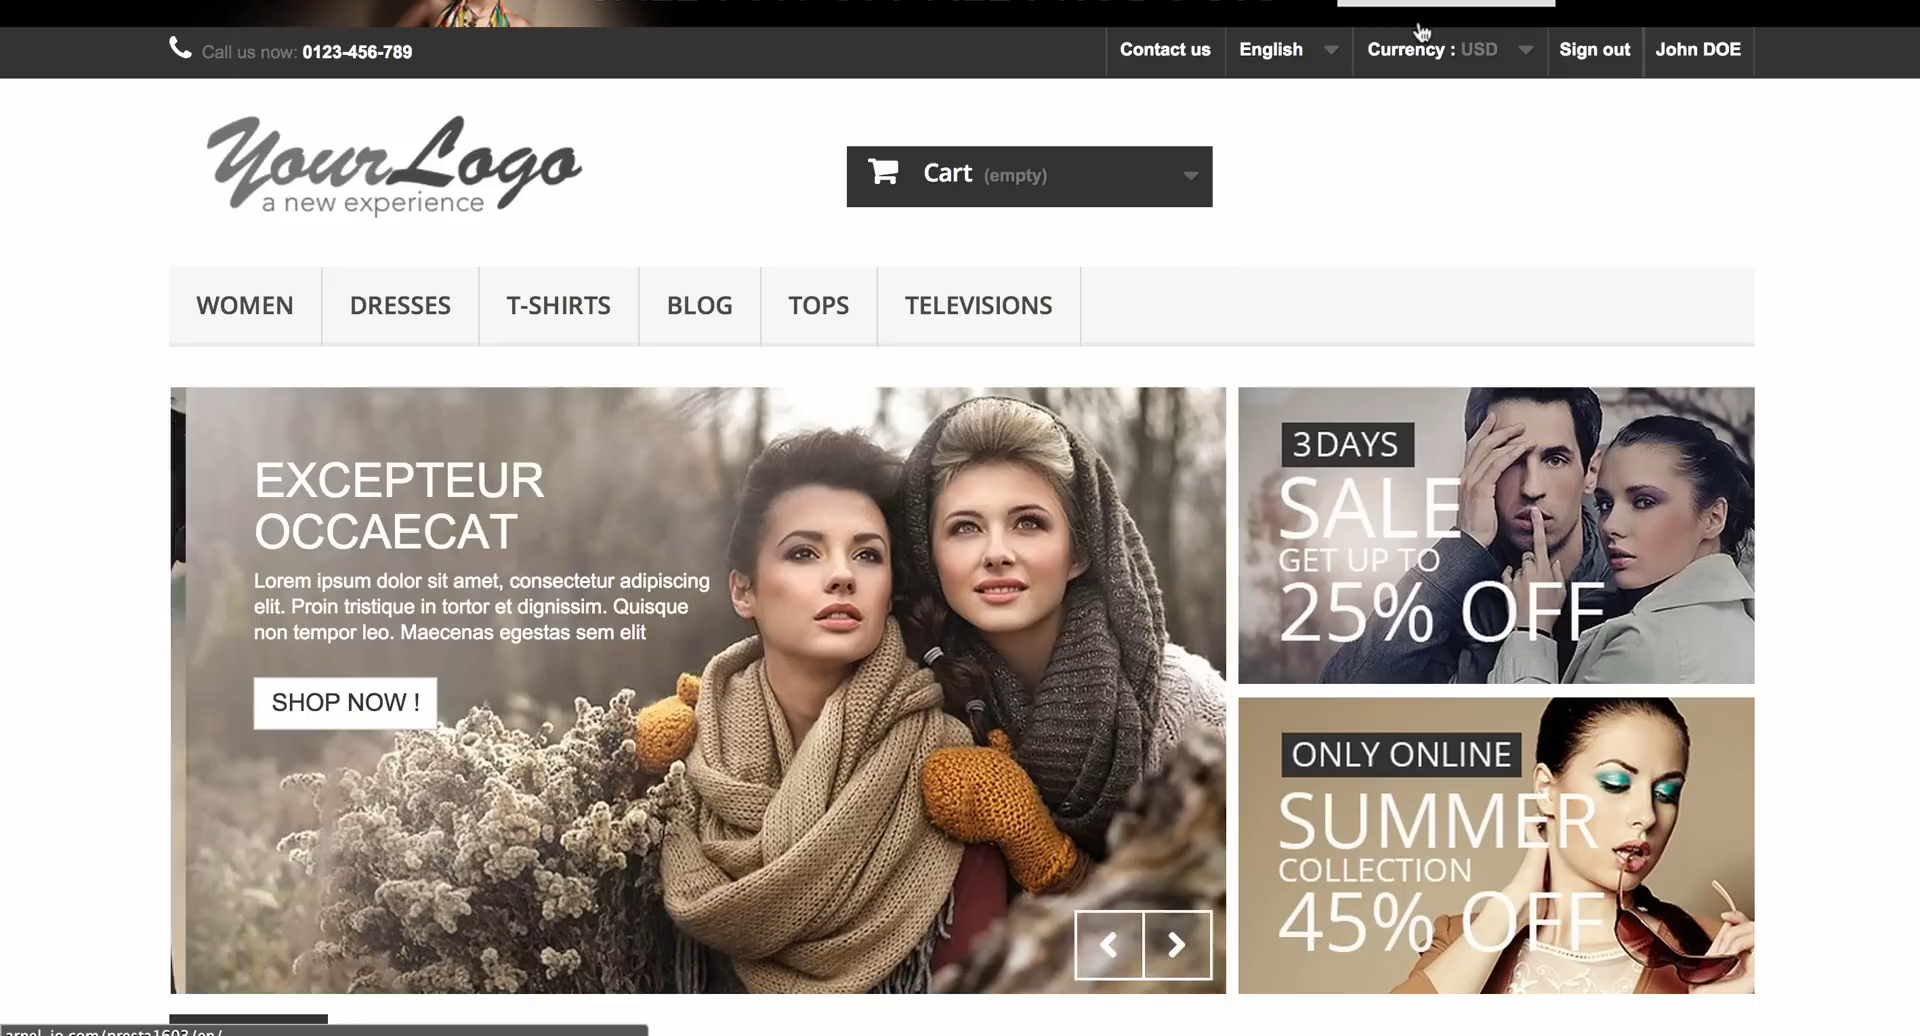 Call us now: 0123-456-789
Contact us
English
Currency : USD
Sign out
John DOE
YourLogo
a new experience
Cart (empty)
WOMEN
DRESSES
T-SHIRTS
BLOG
TOPS
TELEVISIONS
EXCEPTEUR
OCCAECAT
Lorem ipsum dolor sit amet, consectetur adipiscing
elit. Proin tristique in tortor et dignissim. Quisque
non tempor leo. Maecenas egestas sem elit
SHOP NOW !
3 DAYS
SALE
GET UP TO
25% OFF
ONLY ONLINE
SUMMER
COLLECTION
45% OFF